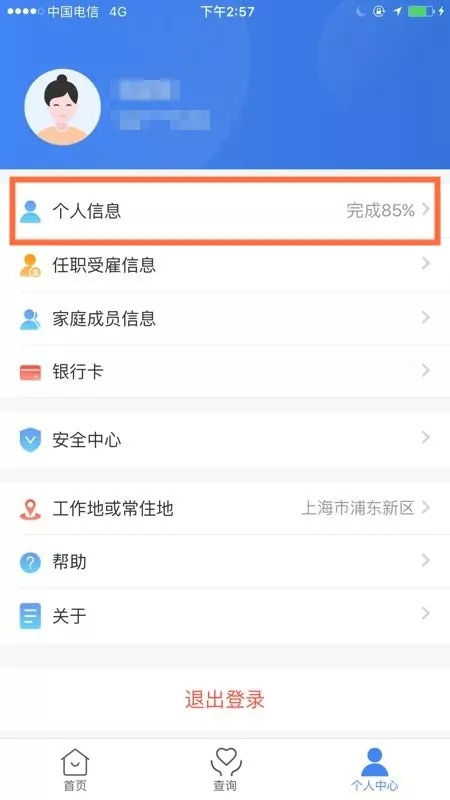 中国电信 4G 下午2:57
个人信息 完成85%
任职受雇信息
家庭成员信息
银行卡
安全中心
工作地或常住地 上海市浦东新区
帮助
关于
退出登录
首页 查询 个人中心